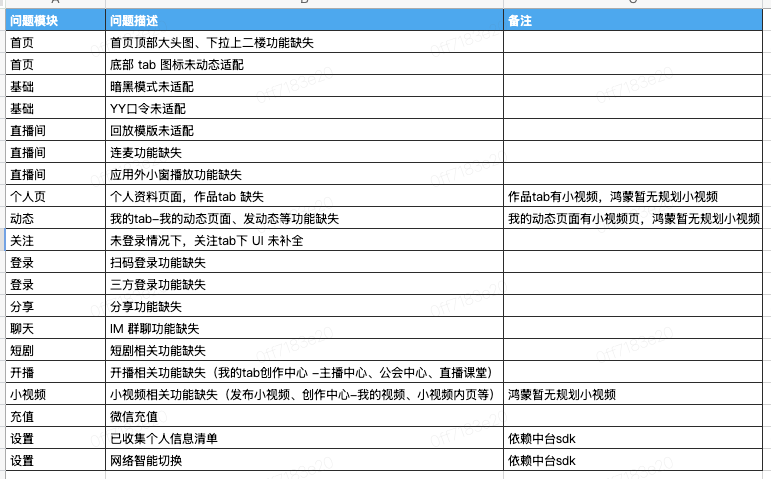 A B C
问题模块 问题描述 备注
首页 首页顶部大头图、下拉上二楼功能缺失
首页 底部 tab 图标未动态适配
基础 暗黑模式未适配
基础 YY口令未适配
直播间 回放模版未适配
直播间 连麦功能缺失
直播间 应用外小窗播放功能缺失
个人页 个人资料页面，作品tab 缺失 作品tab有小视频，鸿蒙暂无规划小视频
动态 我的tab-我的动态页面、发动态等功能缺失 我的动态页面有小视频页，鸿蒙暂无规划小视频
关注 未登录情况下，关注tab下 UI 未补全
登录 扫码登录功能缺失
登录 三方登录功能缺失
分享 分享功能缺失
聊天 IM 群聊功能缺失
短剧 短剧相关功能缺失
开播 开播相关功能缺失（我的tab创作中心 -主播中心、公会中心、直播课堂）
小视频 小视频相关功能缺失（发布小视频、创作中心-我的视频、小视频内页等） 鸿蒙暂无规划小视频
充值 微信充值
设置 已收集个人信息清单 依赖中台sdk
设置 网络智能切换 依赖中台sdk